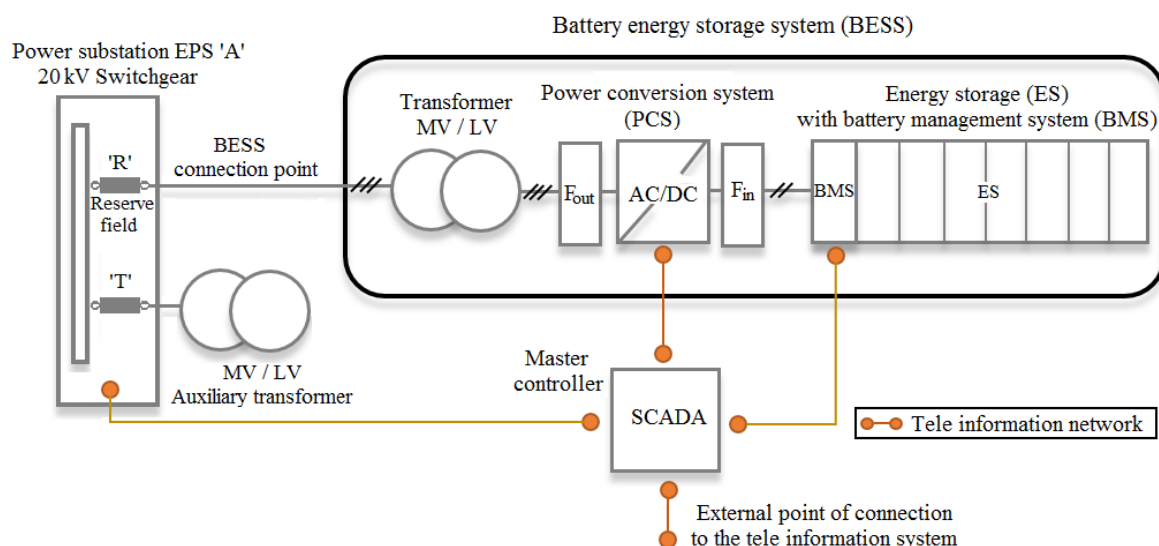 Battery energy storage system (BESS)
Power substation EPS 'A'
20 kV Switchgear
Transformer
MV / LV
Power conversion system
(PCS)
Energy storage (ES)
with battery management system (BMS)
'R'
Reserve
field
BESS
connection point
F_out
AC/DC
F_in
BMS
ES
'T'
MV / LV
Auxiliary transformer
Master
controller
SCADA
Tele information network
External point of connection
to the tele information system